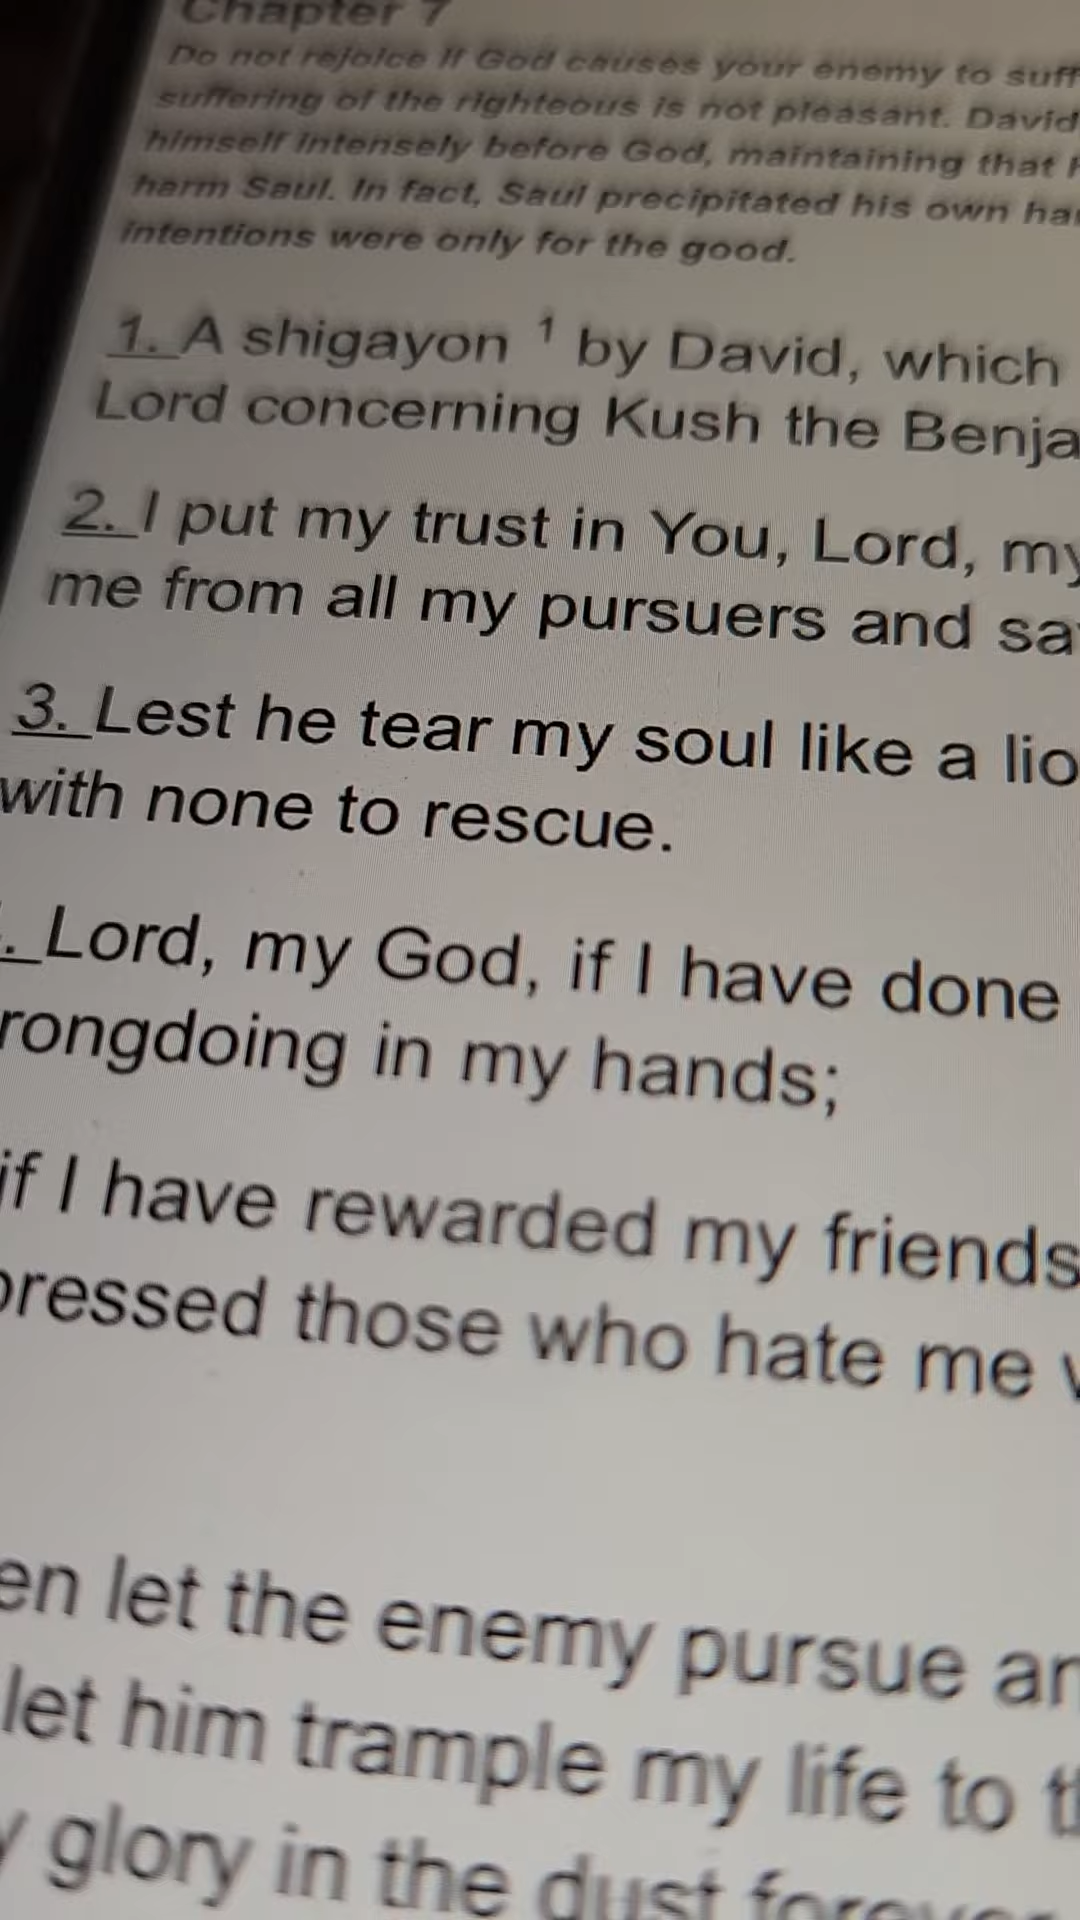 Chapter 7
Do not rejoice if God causes your enemy to suff
suffering of the righteous is not pleasant. David
himself intensely before God, maintaining that h
harm Saul. In fact, Saul precipitated his own ha
intentions were only for the good.
1. A shigayon 1 by David, which
Lord concerning Kush the Benja
2. I put my trust in You, Lord, my
me from all my pursuers and sa
3. Lest he tear my soul like a lio
with none to rescue.
. Lord, my God, if I have done
rongdoing in my hands;
if I have rewarded my friends
pressed those who hate me
en let the enemy pursue an
let him trample my life to th
y glory in the dust forever